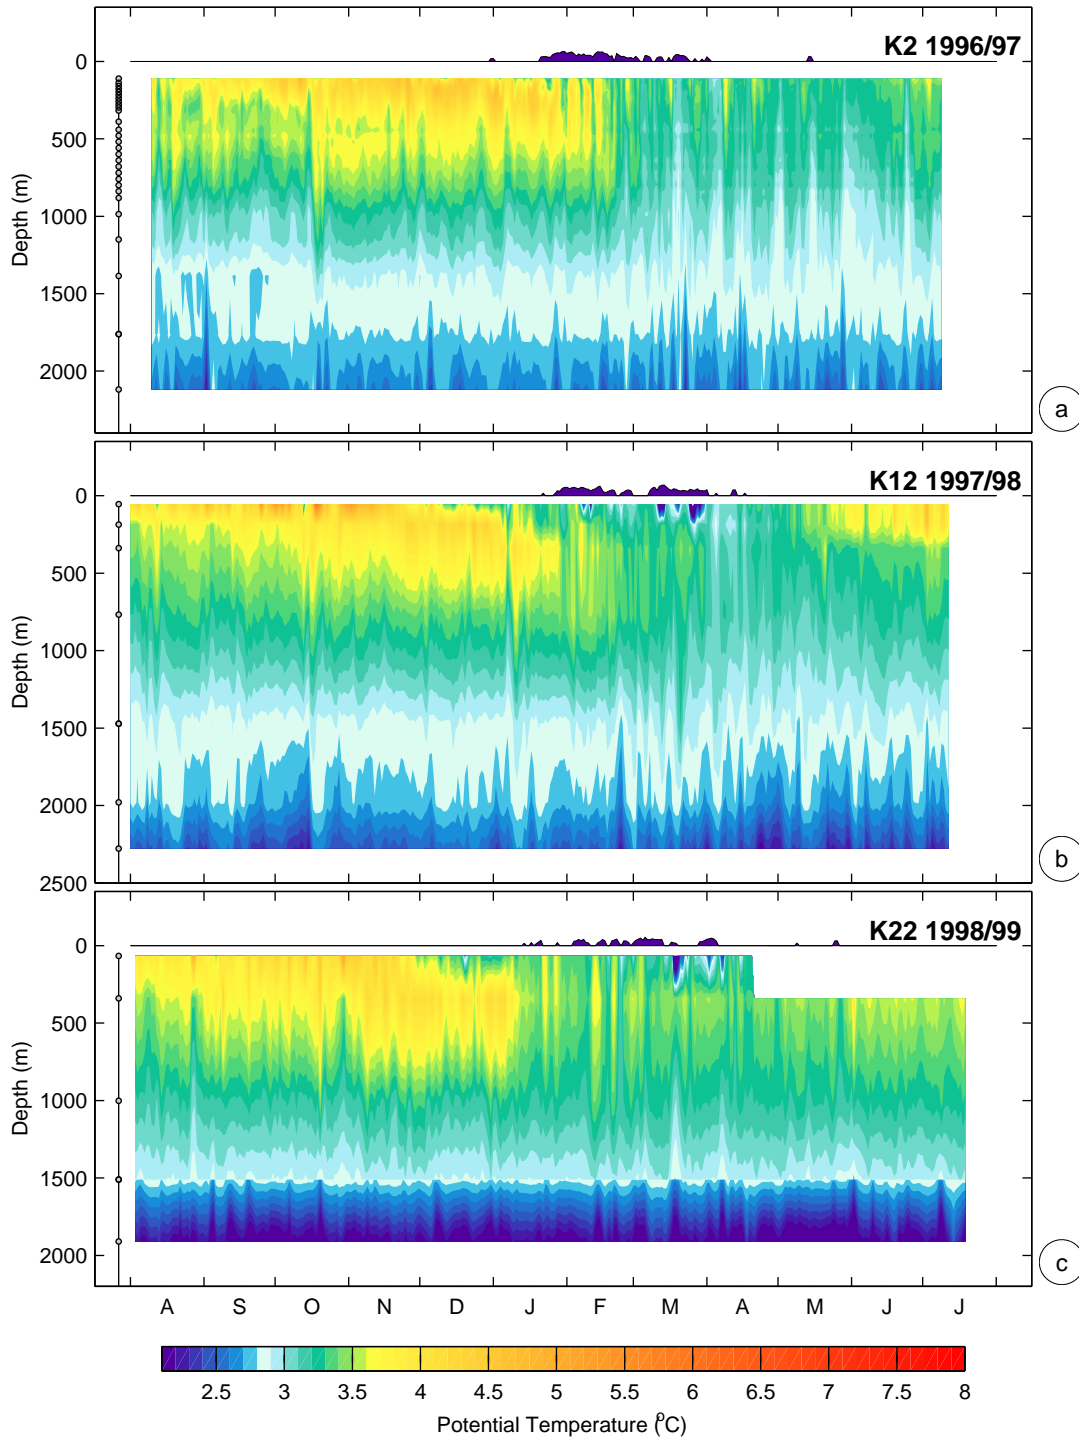 K2 1996/97
0
500
1000
1500
2000
Depth (m)
a
K12 1997/98
0
500
1000
1500
2000
2500
Depth (m)
b
K22 1998/99
0
500
1000
1500
2000
Depth (m)
c
A S O N D J F M A M J J
2.5 3 3.5 4 4.5 5 5.5 6 6.5 7 7.5 8
Potential Temperature (°C)